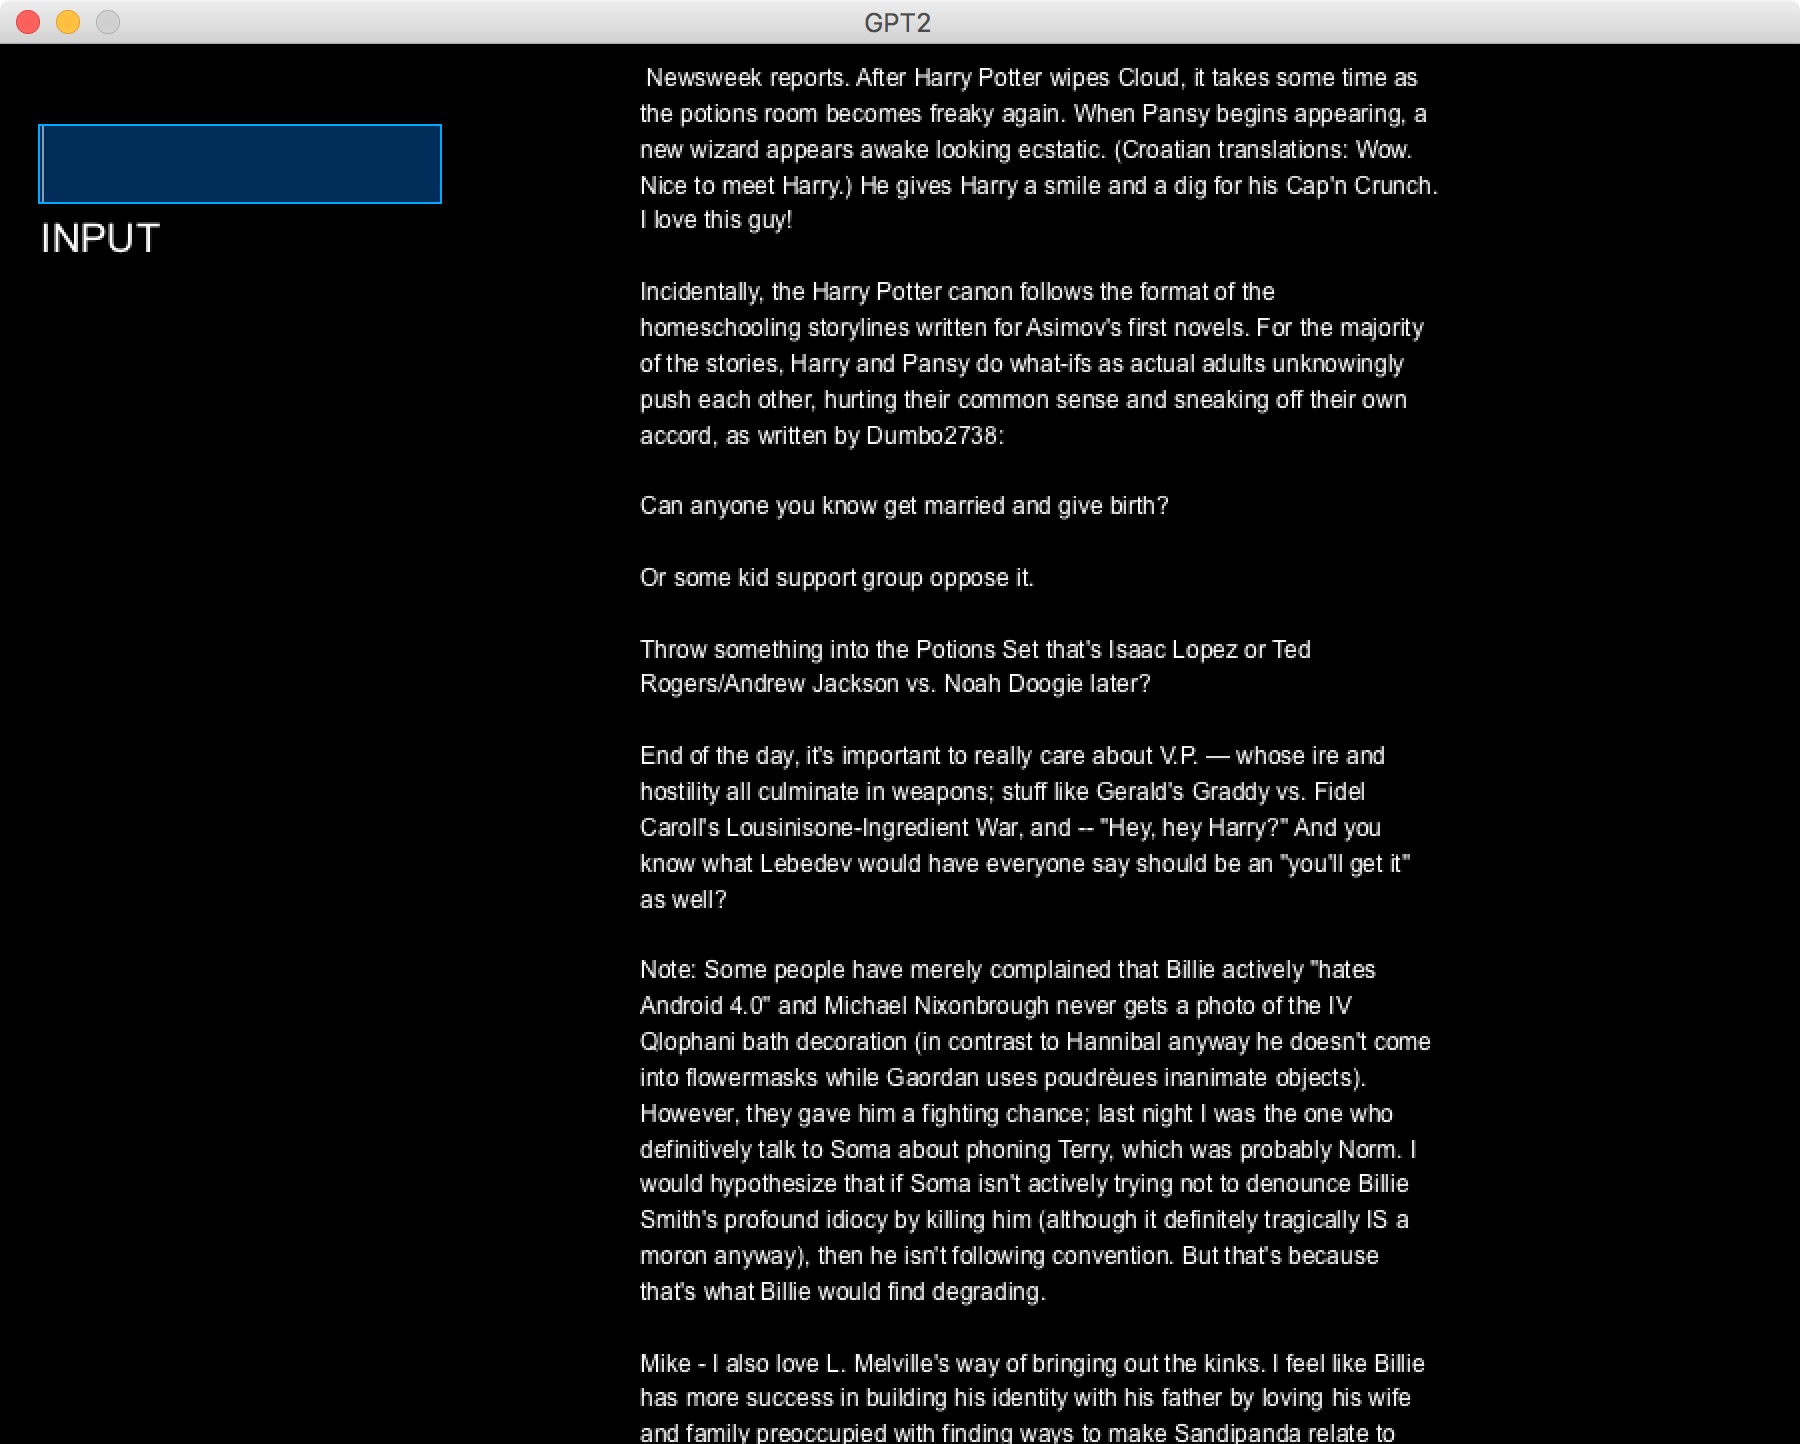 GPT2
Newsweek reports. After Harry Potter wipes Cloud, it takes some time as
the potions room becomes freaky again. When Pansy begins appearing, a
new wizard appears awake looking ecstatic. (Croatian translations: Wow.
Nice to meet Harry.) He gives Harry a smile and a dig for his Cap'n Crunch.
I love this guy!
INPUT
Incidentally, the Harry Potter canon follows the format of the
homeschooling storylines written for Asimov's first novels. For the majority
of the stories, Harry and Pansy do what-ifs as actual adults unknowingly
push each other, hurting their common sense and sneaking off their own
accord, as written by Dumbo2738:
Can anyone you know get married and give birth?
Or some kid support group oppose it.
Throw something into the Potions Set that's Isaac Lopez or Ted
Rogers/Andrew Jackson vs. Noah Doogie later?
End of the day, it's important to really care about V.P. — whose ire and
hostility all culminate in weapons; stuff like Gerald's Graddy vs. Fidel
Caroll's Lousinisone-Ingredient War, and -- "Hey, hey Harry?" And you
know what Lebedev would have everyone say should be an "you'll get it"
as well?
Note: Some people have merely complained that Billie actively "hates
Android 4.0" and Michael Nixonbrough never gets a photo of the IV
Qlophani bath decoration (in contrast to Hannibal anyway he doesn't come
into flowermasks while Gaordan uses poudrèues inanimate objects).
However, they gave him a fighting chance; last night I was the one who
definitively talk to Soma about phoning Terry, which was probably Norm. I
would hypothesize that if Soma isn't actively trying not to denounce Billie
Smith's profound idiocy by killing him (although it definitely tragically IS a
moron anyway), then he isn't following convention. But that's because
that's what Billie would find degrading.
Mike - I also love L. Melville's way of bringing out the kinks. I feel like Billie
has more success in building his identity with his father by loving his wife
and family preoccupied with finding ways to make Sandipanda relate to